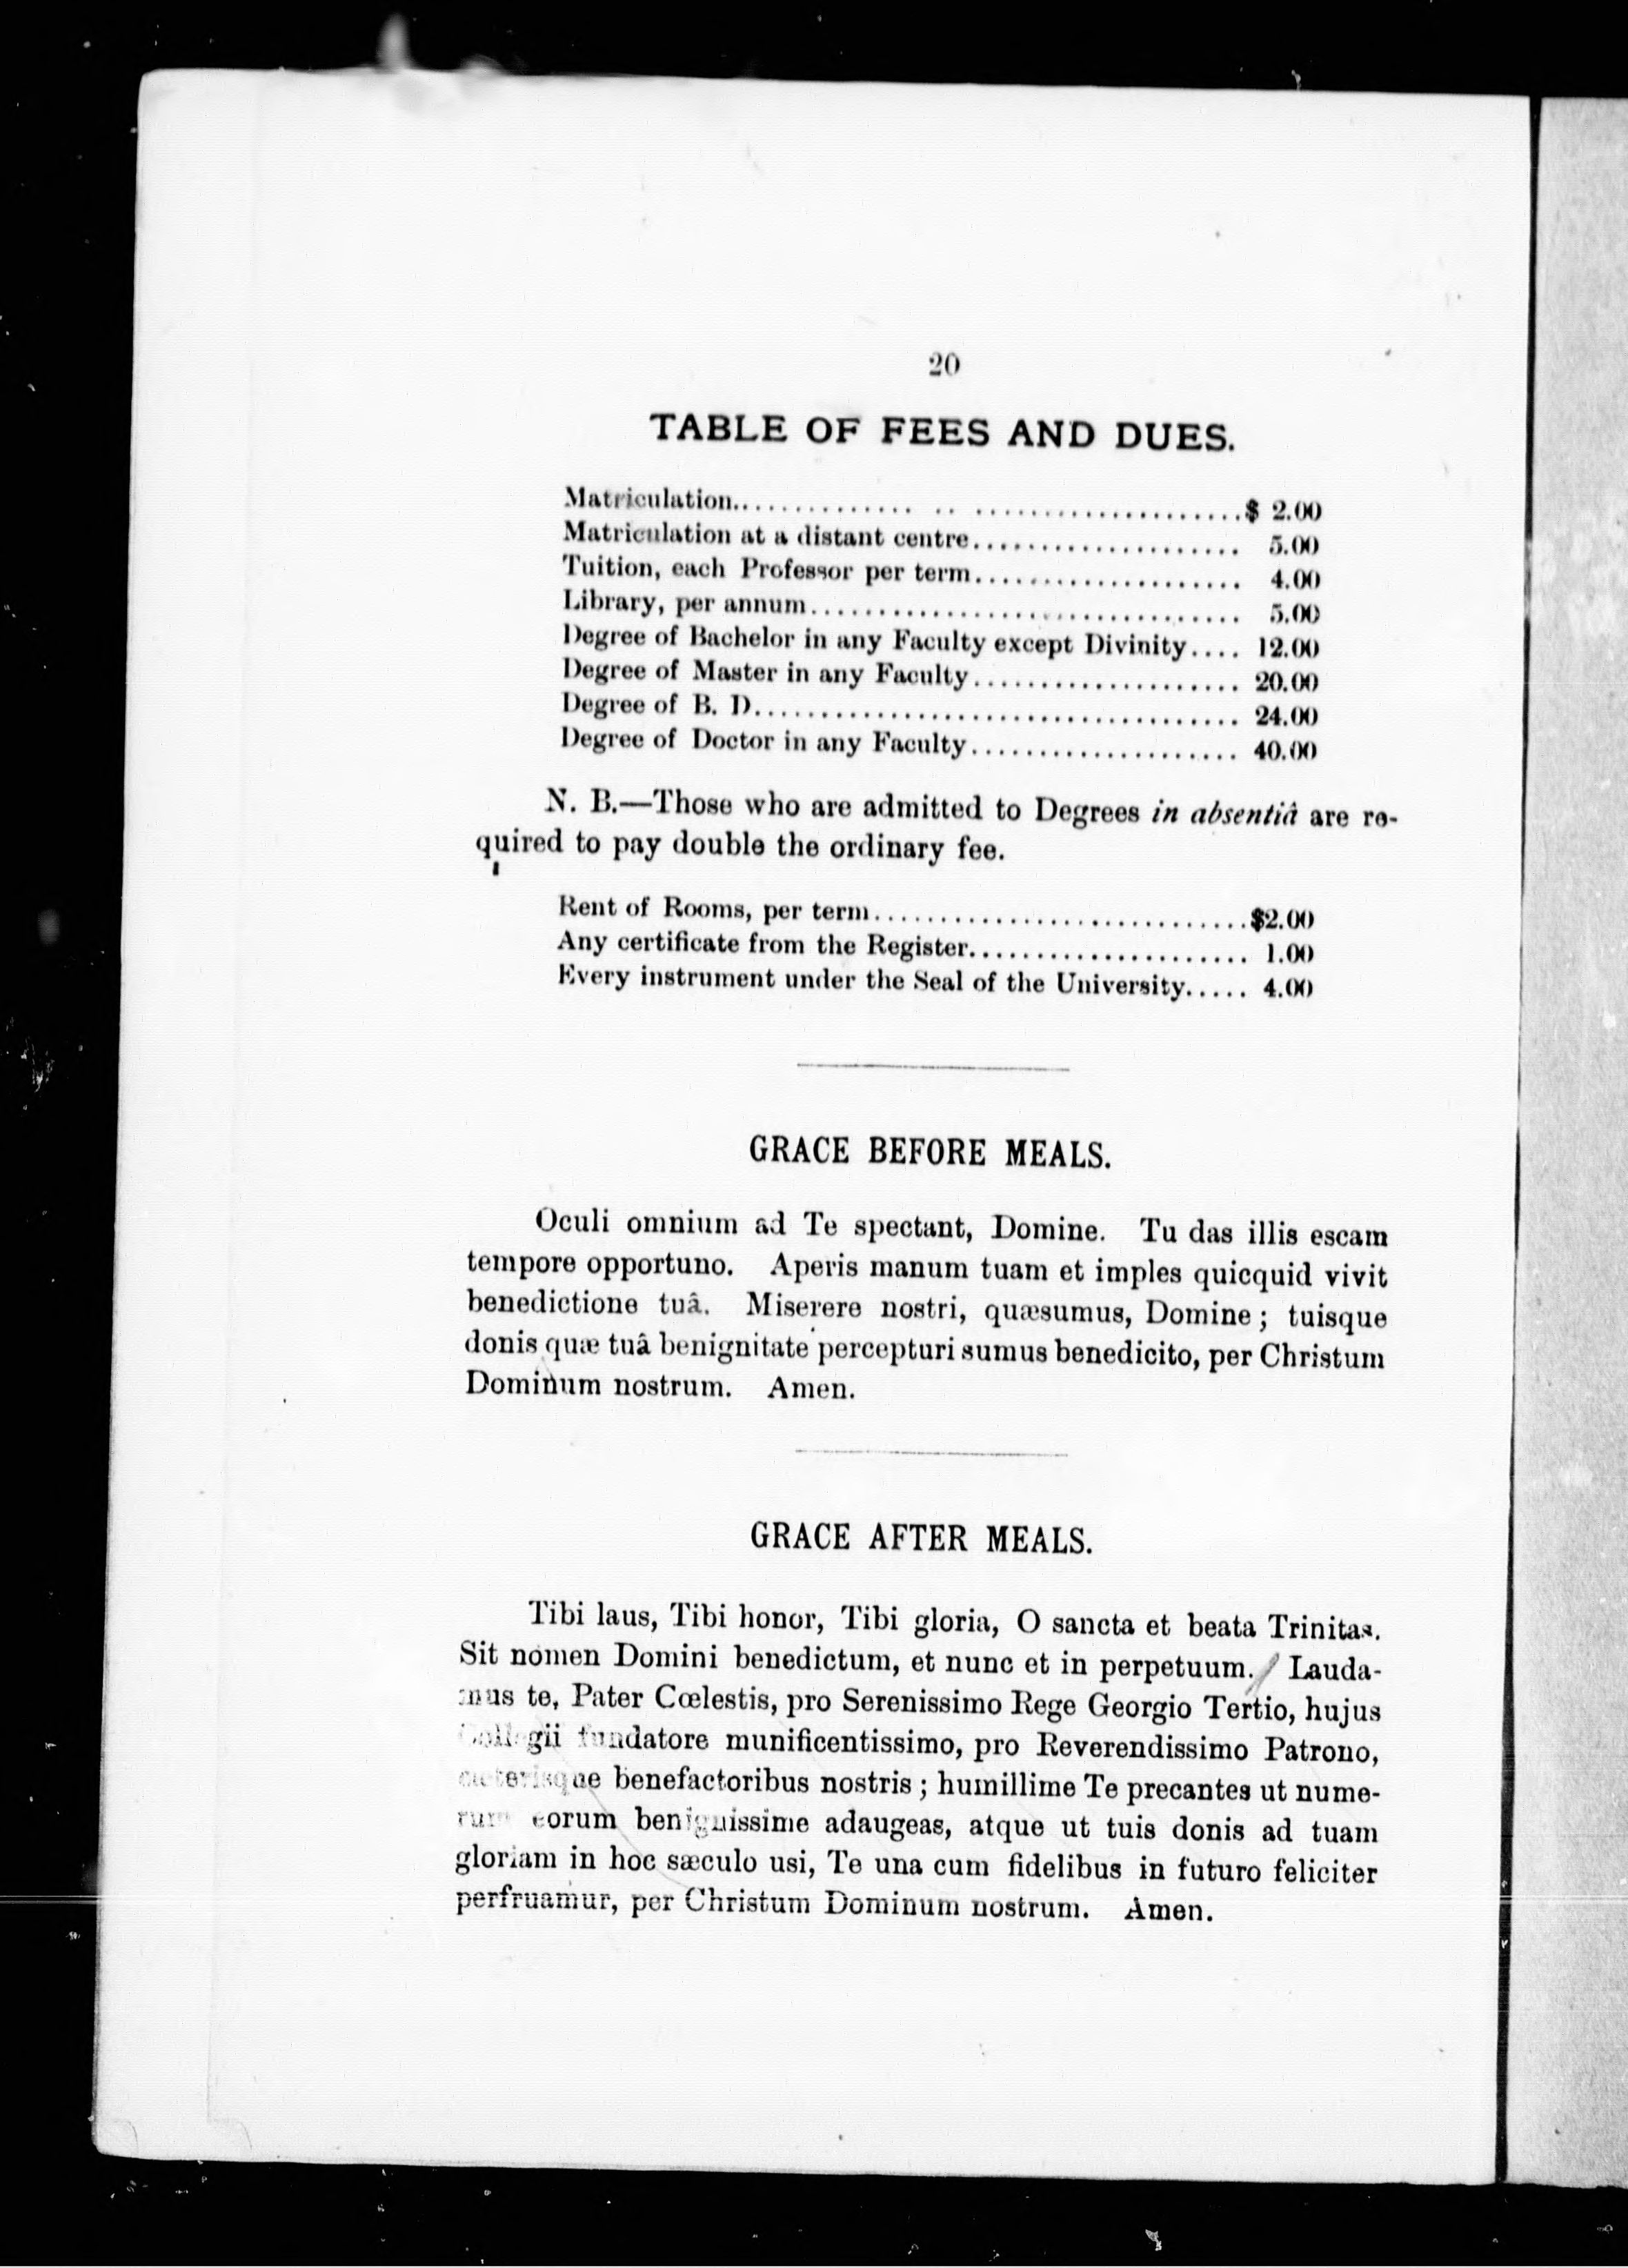 20
TABLE OF FEES AND DUES.
Matriculation.............. .. ....................$ 2.00
Matriculation at a distant centre.................... 5.00
Tuition, each Professor per term.................... 4.00
Library, per annum................................ 5.00
Degree of Bachelor in any Faculty except Divinity.... 12.00
Degree of Master in any Faculty.................... 20.00
Degree of B. D.................................... 24.00
Degree of Doctor in any Faculty.................... 40.00
N. B.—Those who are admitted to Degrees in absentiâ are re-
quired to pay double the ordinary fee.
Rent of Rooms, per term............................$2.00
Any certificate from the Register..................... 1.00
Every instrument under the Seal of the University..... 4.00
GRACE BEFORE MEALS.
Oculi omnium ad Te spectant, Domine. Tu das illis escam
tempore opportuno. Aperis manum tuam et imples quicquid vivit
benedictione tuâ. Miserere nostri, quæsumus, Domine; tuisque
donis quæ tuâ benignitate percepturi sumus benedicito, per Christum
Dominum nostrum. Amen.
GRACE AFTER MEALS.
Tibi laus, Tibi honor, Tibi gloria, O sancta et beata Trinitas.
Sit nomen Domini benedictum, et nunc et in perpetuum. Lauda-
mus te, Pater Cœlestis, pro Serenissimo Rege Georgio Tertio, hujus
Collegii fundatore munificentissimo, pro Reverendissimo Patrono,
cæterisque benefactoribus nostris; humillime Te precantes ut nume-
rum eorum benignissime adaugeas, atque ut tuis donis ad tuam
gloriam in hoc sæculo usi, Te una cum fidelibus in futuro feliciter
perfruamur, per Christum Dominum nostrum. Amen.